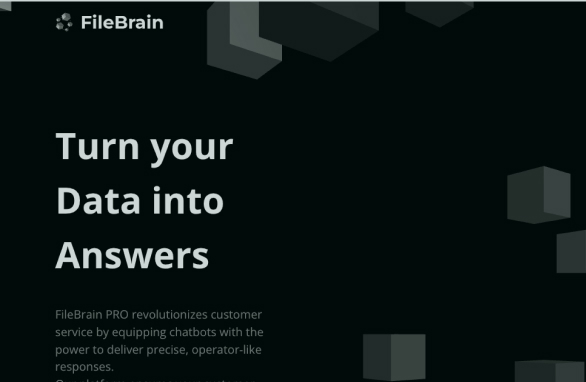 FileBrain
Turn your
Data into
Answers
FileBrain PRO revolutionizes customer
service by equipping chatbots with the
power to deliver precise, operator-like
responses.